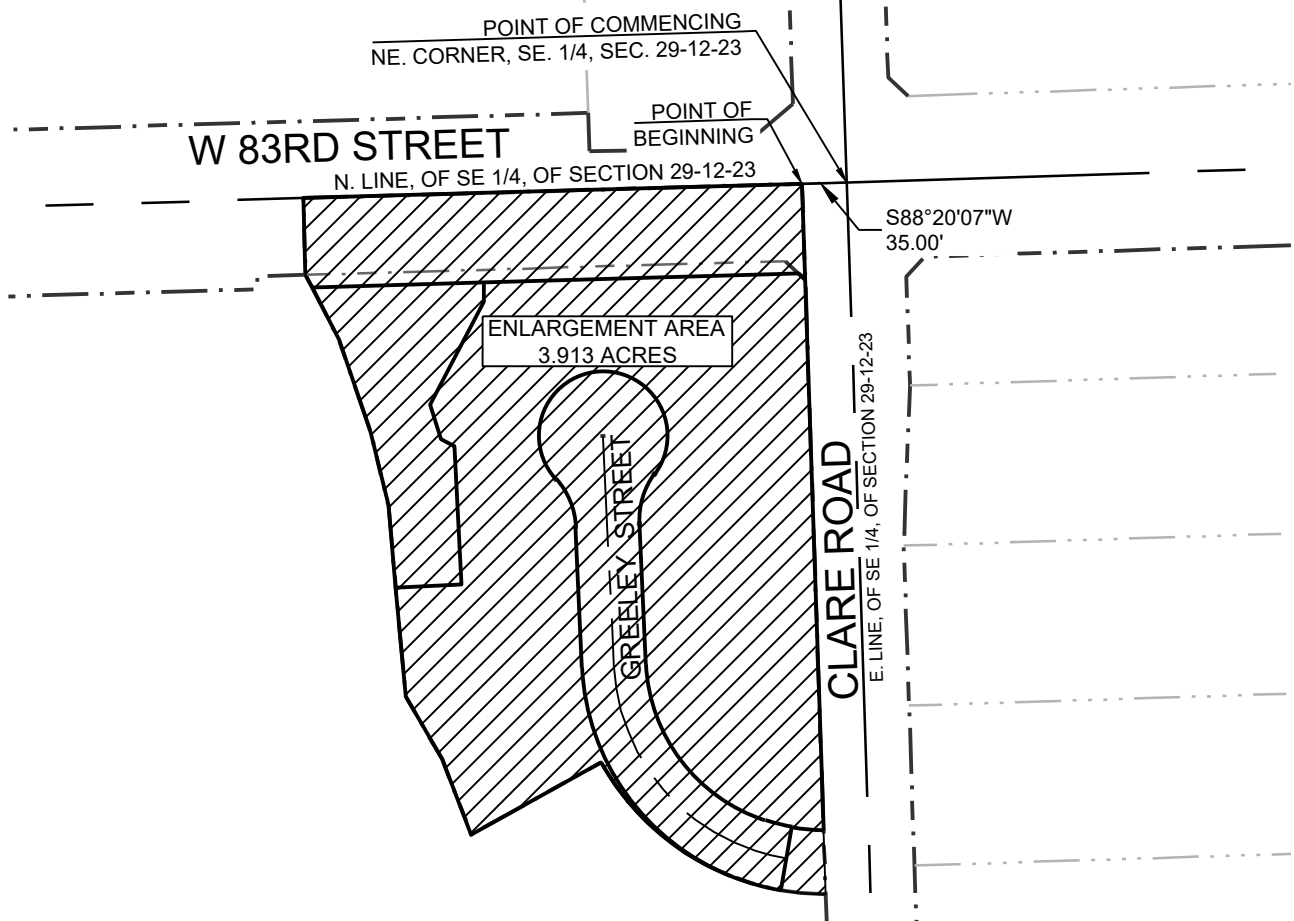 POINT OF COMMENCING
NE. CORNER, SE. 1/4, SEC. 29-12-23
POINT OF
BEGINNING
W 83RD STREET
N. LINE, OF SE 1/4, OF SECTION 29-12-23
S88°20'07"W
35.00'
ENLARGEMENT AREA
3.913 ACRES
GREELEY STREET
CLARE ROAD
E. LINE, OF SE 1/4, OF SECTION 29-12-23